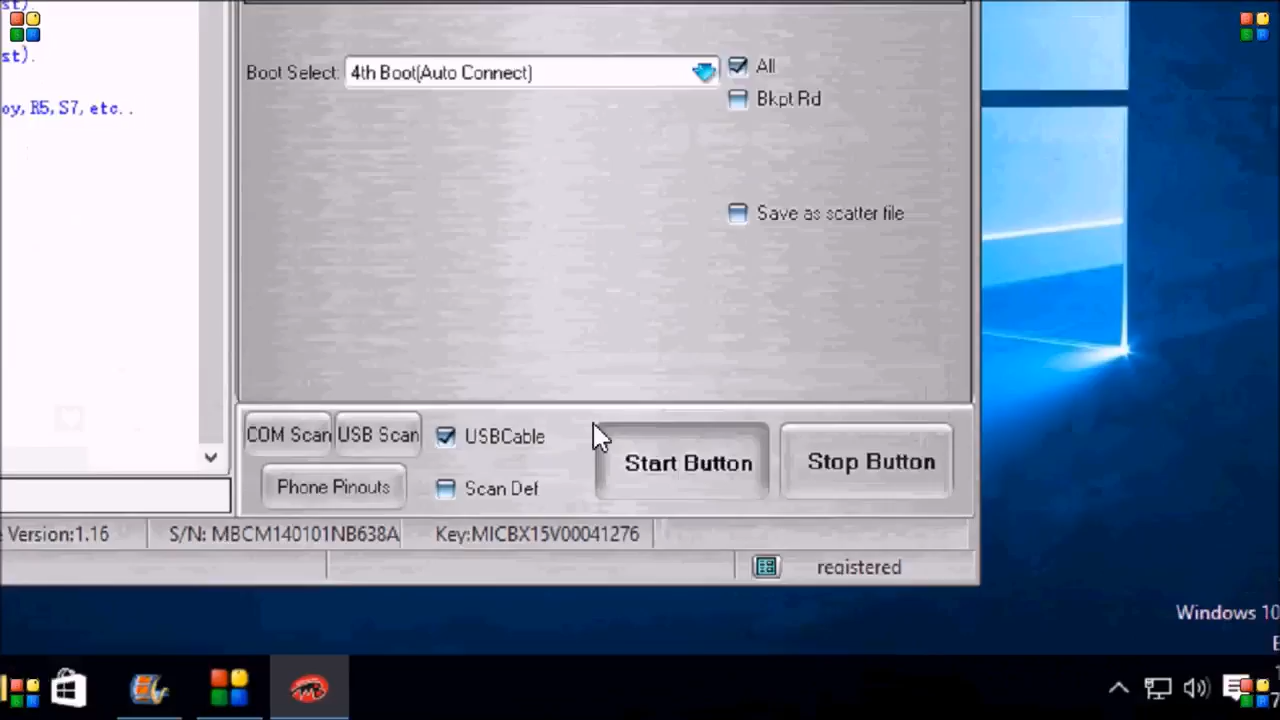 st).
st).
oy, R5, S7, etc..
Boot Select: 4th Boot(Auto Connect)
All
Bkpt Rd
Save as scatter file
COM Scan USB Scan USBCable
Phone Pinouts Scan Def
Start Button Stop Button
Version:1.16 S/N: MBCM140101NB638A Key:MICBX15V00041276
registered
Windows 10